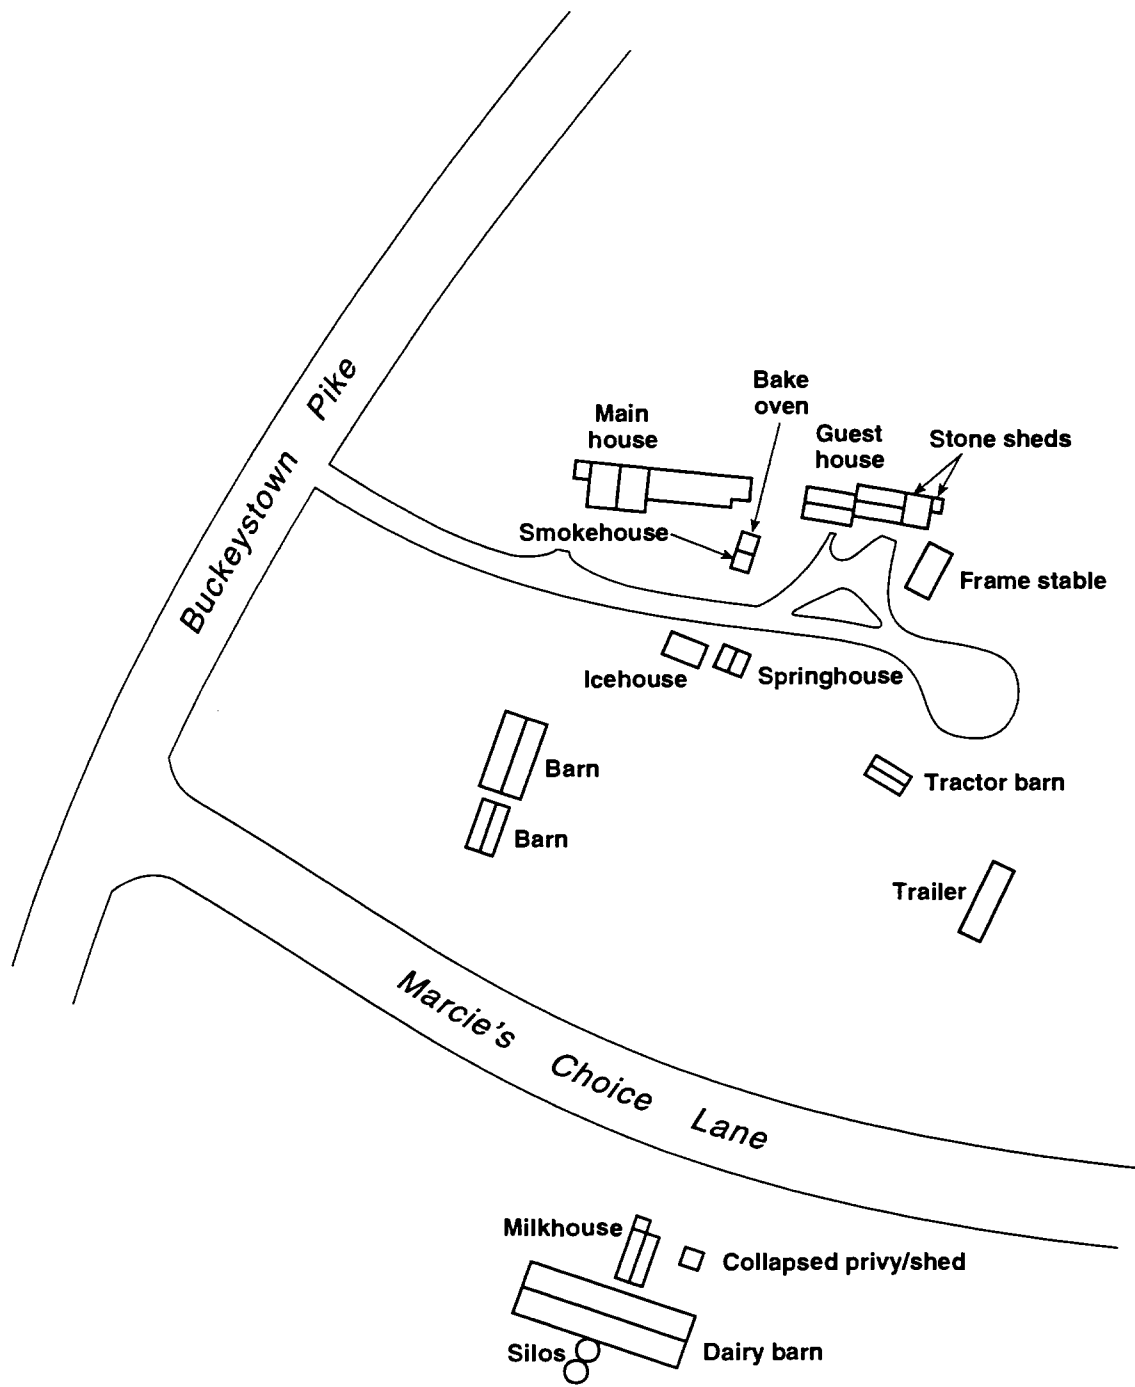 Buckeystown Pike
Bake
oven
Main
house
Guest
house
Stone sheds
Smokehouse
Frame stable
Icehouse
Springhouse
Barn
Tractor barn
Barn
Trailer
Marcie's Choice Lane
Milkhouse
Collapsed privy/shed
Silos
Dairy barn